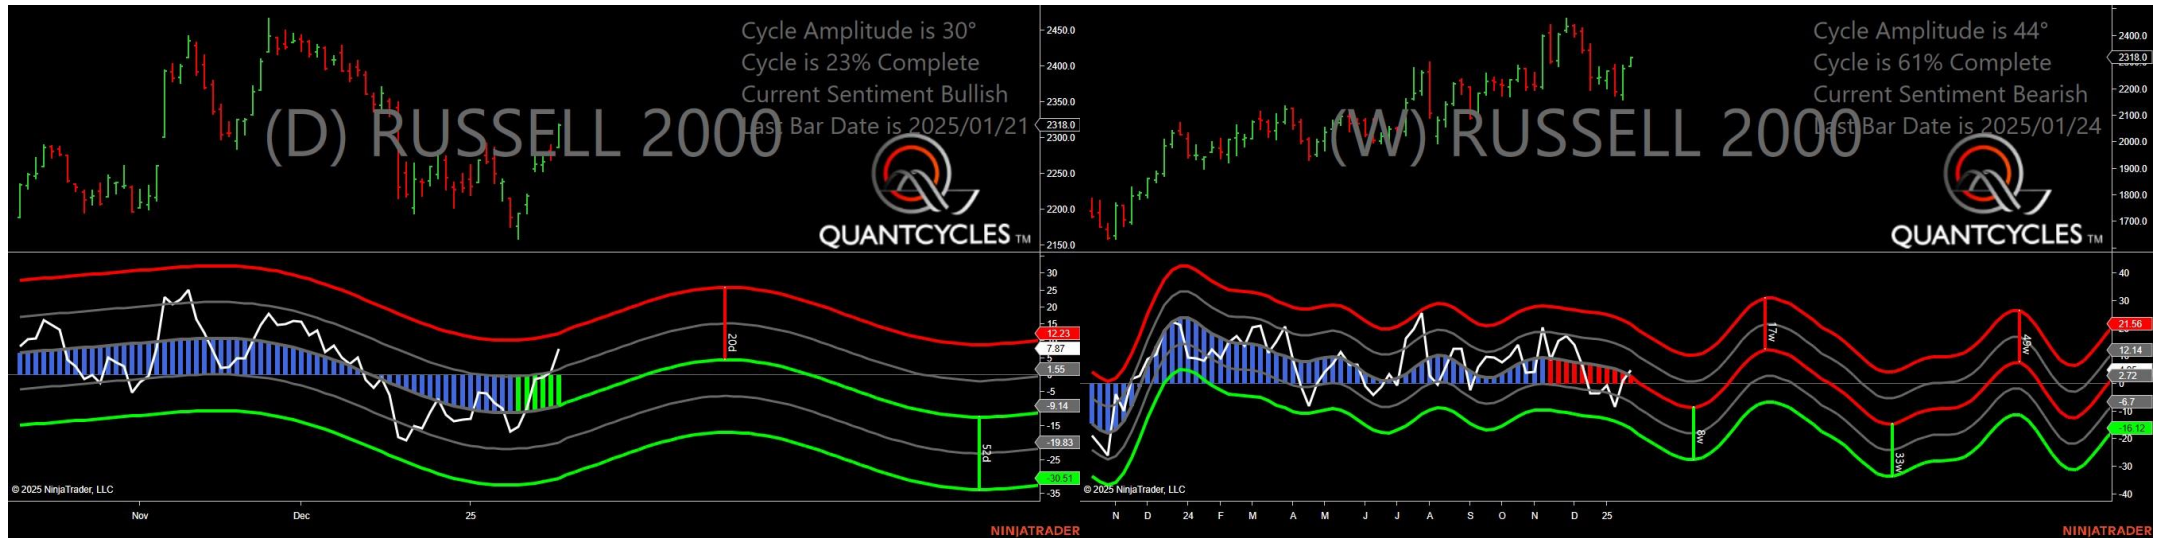 Cycle Amplitude is 30°
Cycle is 23% Complete
Current Sentiment Bullish
Last Bar Date is 2025/01/21
(D) RUSSELL 2000
QUANTCYCLES TM
2450.0
2400.0
2350.0
2318.0
2300.0
2250.0
2200.0
2150.0
30
25
20
15
12.23
7.87
5
1.55
-5
-9.14
-15
-19.83
-25
-30.51
-35
20d
52d
© 2025 NinjaTrader, LLC
Nov
Dec
25
NINJATRADER
Cycle Amplitude is 44°
Cycle is 61% Complete
Current Sentiment Bearish
Last Bar Date is 2025/01/24
(W) RUSSELL 2000
QUANTCYCLES TM
2400.0
2318.0
2200.0
2100.0
2000.0
1900.0
1800.0
1700.0
40
30
21.56
12.14
2.72
0
-6.7
-10
-16.12
-20
-30
-40
17w
8w
33w
© 2025 NinjaTrader, LLC
N
D
24
F
M
A
M
J
J
A
S
O
N
D
25
NINJATRADER